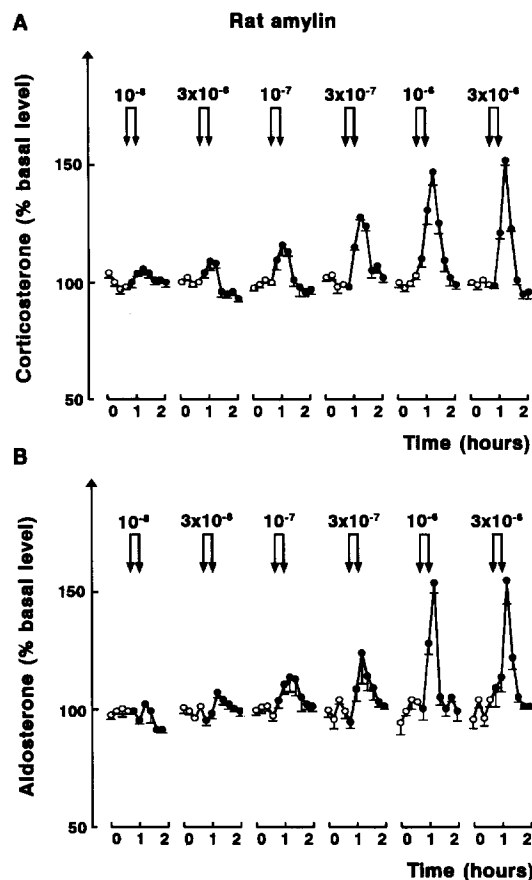 A
Rat amylin
10⁻⁸ 3x10⁻⁸ 10⁻⁷ 3x10⁻⁷ 10⁻⁶ 3x10⁻⁶
Corticosterone (% basal level)
150
100
50
0 1 2 0 1 2 0 1 2 0 1 2 0 1 2 0 1 2
Time (hours)
B
10⁻⁸ 3x10⁻⁸ 10⁻⁷ 3x10⁻⁷ 10⁻⁶ 3x10⁻⁶
Aldosterone (% basal level)
150
100
50
0 1 2 0 1 2 0 1 2 0 1 2 0 1 2 0 1 2
Time (hours)